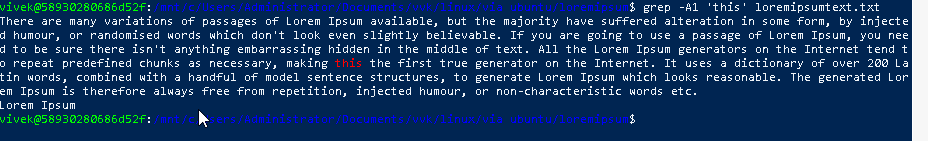 vivek@58930280686d52f: $ grep -A1 'this' loremipsumtext.txt
There are many variations of passages of Lorem Ipsum available, but the majority have suffered alteration in some form, by injecte
d humour, or randomised words which don't look even slightly believable. If you are going to use a passage of Lorem Ipsum, you nee
d to be sure there isn't anything embarrassing hidden in the middle of text. All the Lorem Ipsum generators on the Internet tend t
o repeat predefined chunks as necessary, making this the first true generator on the Internet. It uses a dictionary of over 200 La
tin words, combined with a handful of model sentence structures, to generate Lorem Ipsum which looks reasonable. The generated Lor
em Ipsum is therefore always free from repetition, injected humour, or non-characteristic words etc.
Lorem Ipsum
vivek@58930280686d52f: $